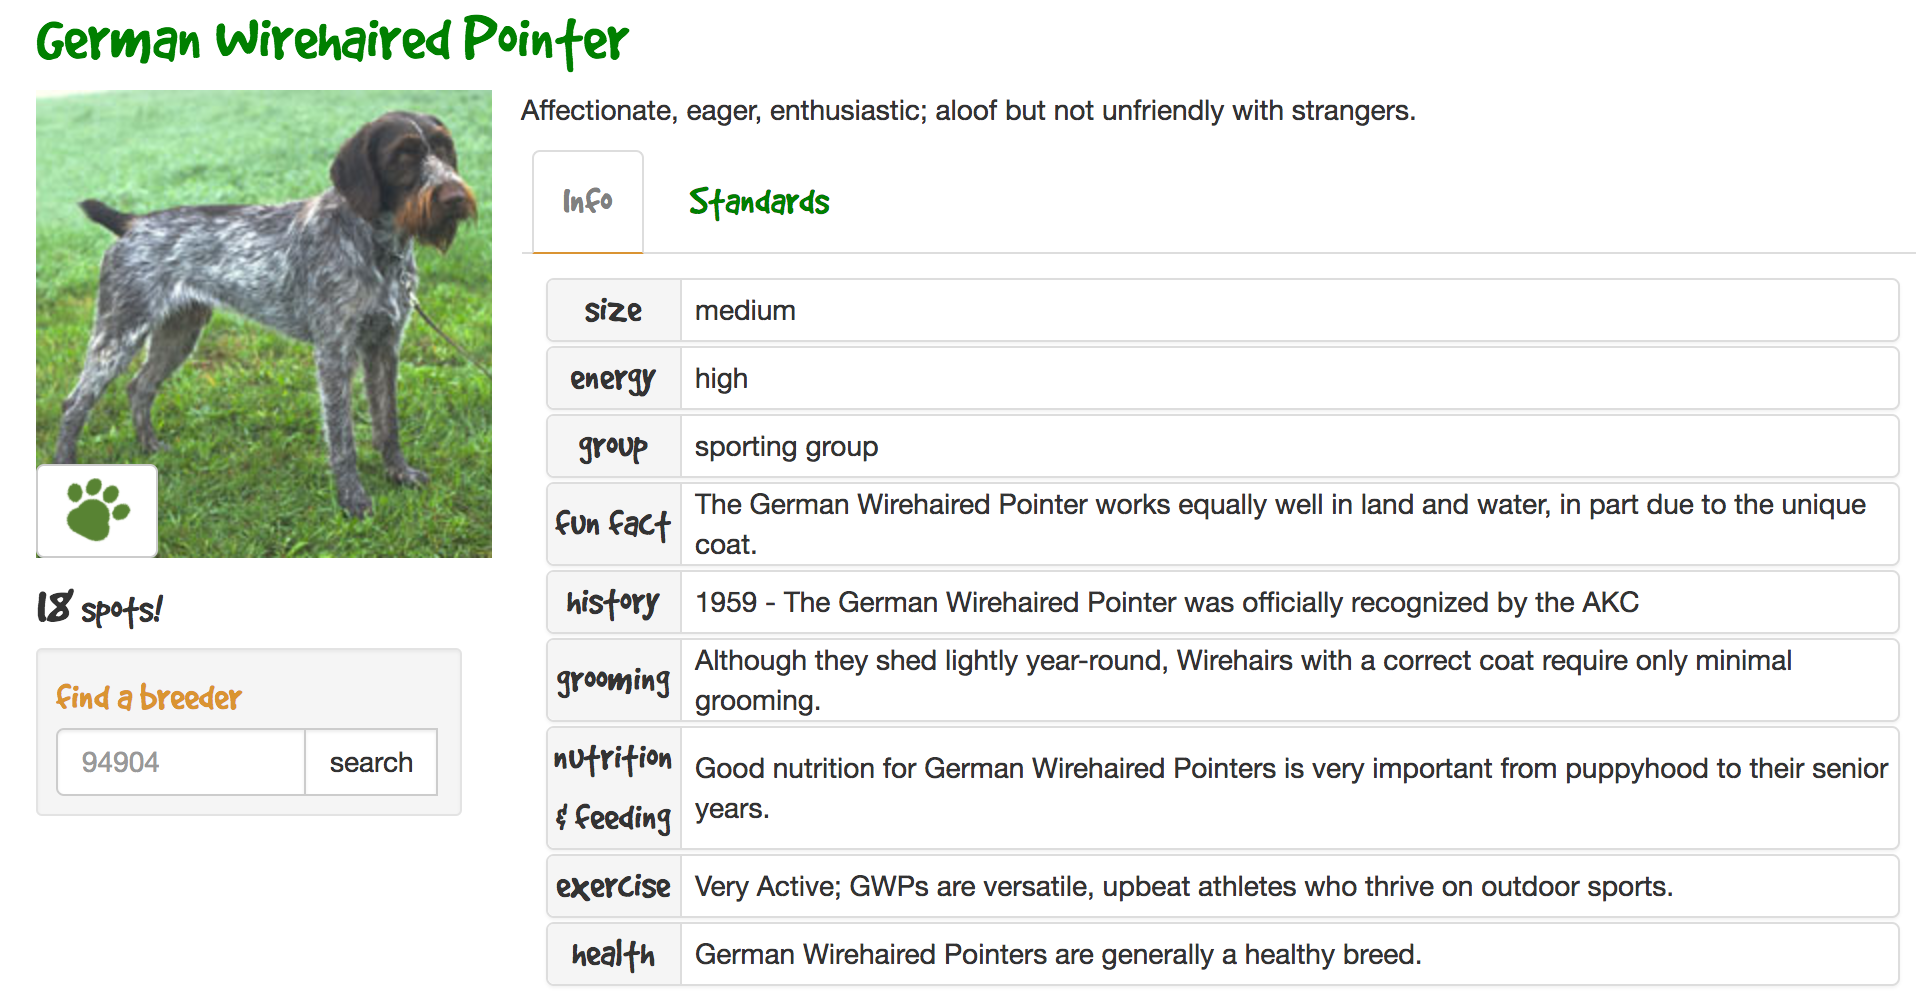 German Wirehaired Pointer
Affectionate, eager, enthusiastic; aloof but not unfriendly with strangers.
Info
Standards
size
medium
energy
high
group
sporting group
fun fact
The German Wirehaired Pointer works equally well in land and water, in part due to the unique
coat.
history
1959 - The German Wirehaired Pointer was officially recognized by the AKC
grooming
Although they shed lightly year-round, Wirehairs with a correct coat require only minimal
grooming.
nutrition
& feeding
Good nutrition for German Wirehaired Pointers is very important from puppyhood to their senior
years.
exercise
Very Active; GWPs are versatile, upbeat athletes who thrive on outdoor sports.
health
German Wirehaired Pointers are generally a healthy breed.
18 spots!
find a breeder
94904
search